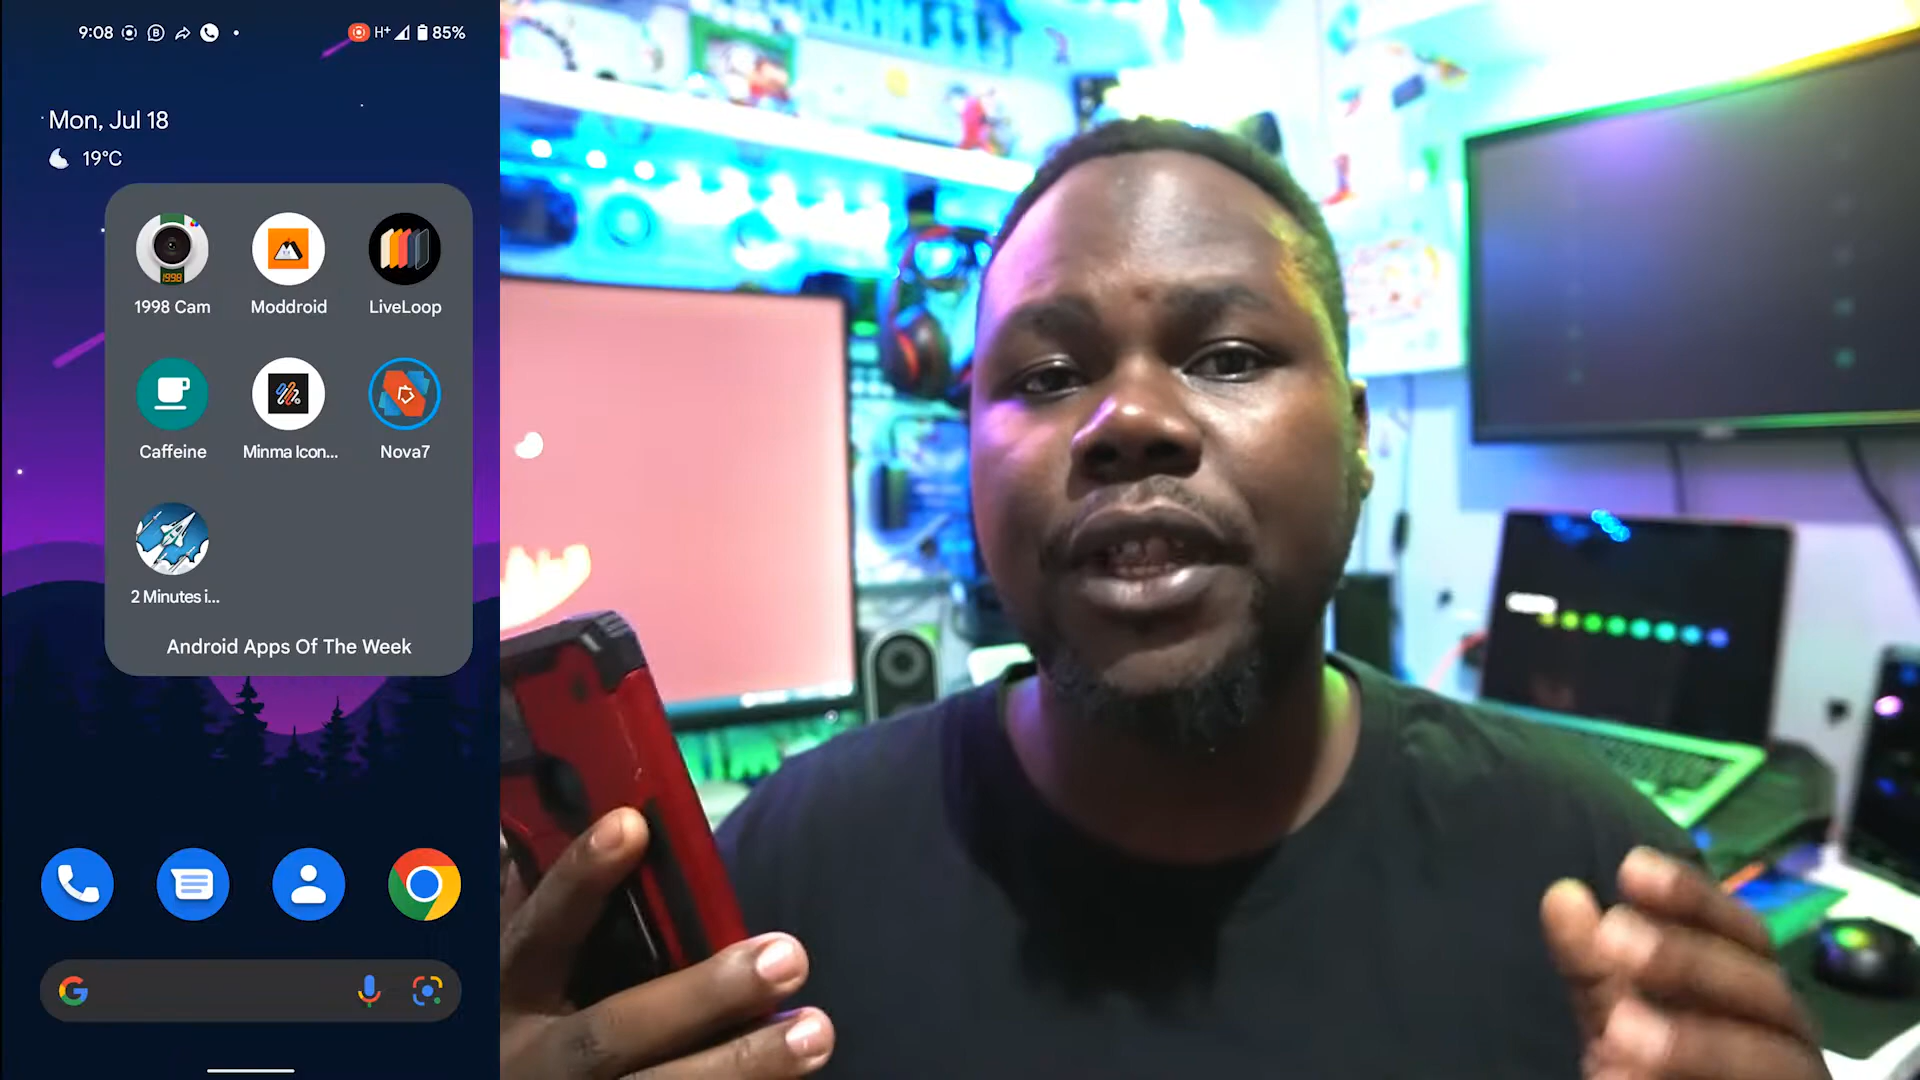 9:08
H+
85%
Mon, Jul 18
19°C
1998
1998 Cam
Moddroid
LiveLoop
Caffeine
Minma Icon...
Nova7
2 Minutes i...
Android Apps Of The Week